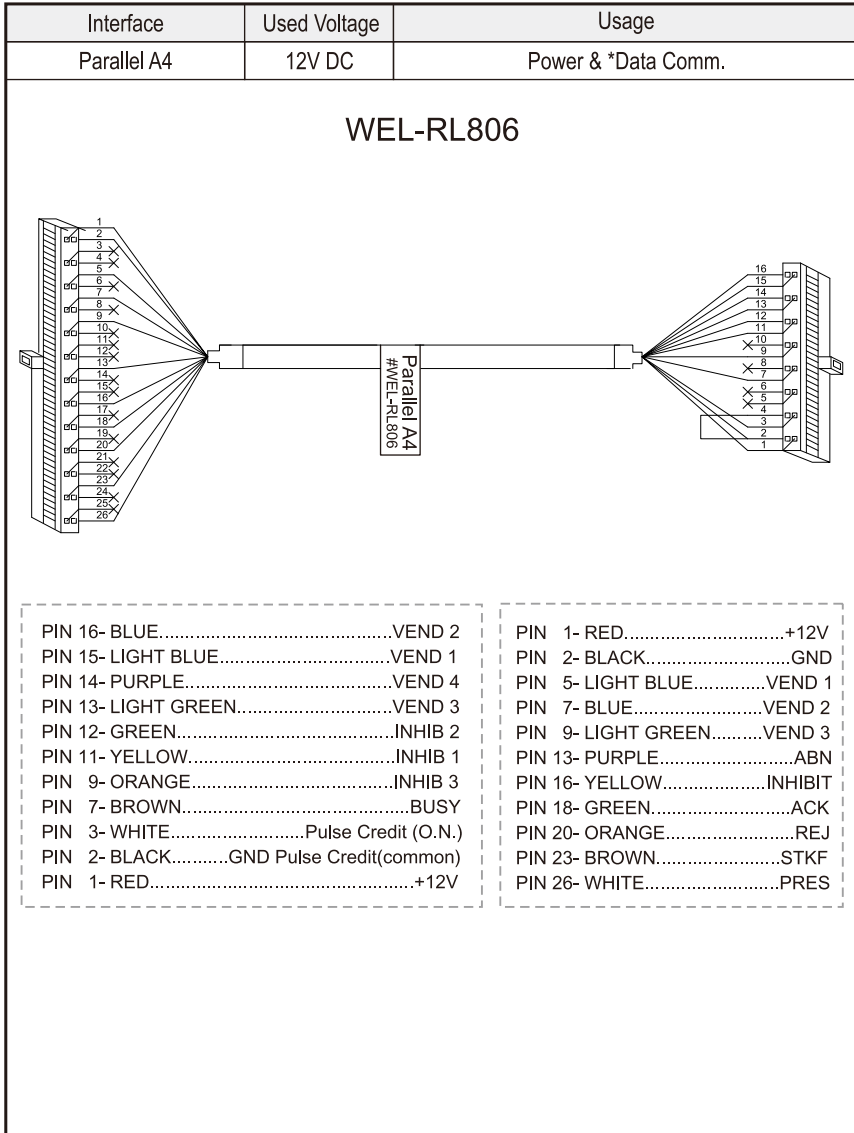 Interface Used Voltage Usage
Parallel A4 12V DC Power & *Data Comm.
WEL-RL806
1
2
3
4
5
6
7
8
9
10
11
12
13
14
15
16
17
18
19
20
21
22
23
24
25
26
Parallel A4
#WEL-RL806
16
15
14
13
12
11
10
9
8
7
6
5
4
3
2
1
PIN 16- BLUE..............................VEND 2
PIN 15- LIGHT BLUE......................VEND 1
PIN 14- PURPLE...........................VEND 4
PIN 13- LIGHT GREEN....................VEND 3
PIN 12- GREEN............................INHIB 2
PIN 11- YELLOW...........................INHIB 1
PIN 9- ORANGE...........................INHIB 3
PIN 7- BROWN..............................BUSY
PIN 3- WHITE.................Pulse Credit (O.N.)
PIN 2- BLACK.........GND Pulse Credit(common)
PIN 1- RED..................................+12V
PIN 1- RED.......................+12V
PIN 2- BLACK....................GND
PIN 5- LIGHT BLUE............VEND 1
PIN 7- BLUE....................VEND 2
PIN 9- LIGHT GREEN..........VEND 3
PIN 13- PURPLE..................ABN
PIN 16- YELLOW...............INHIBIT
PIN 18- GREEN....................ACK
PIN 20- ORANGE...................REJ
PIN 23- BROWN...................STKF
PIN 26- WHITE....................PRES